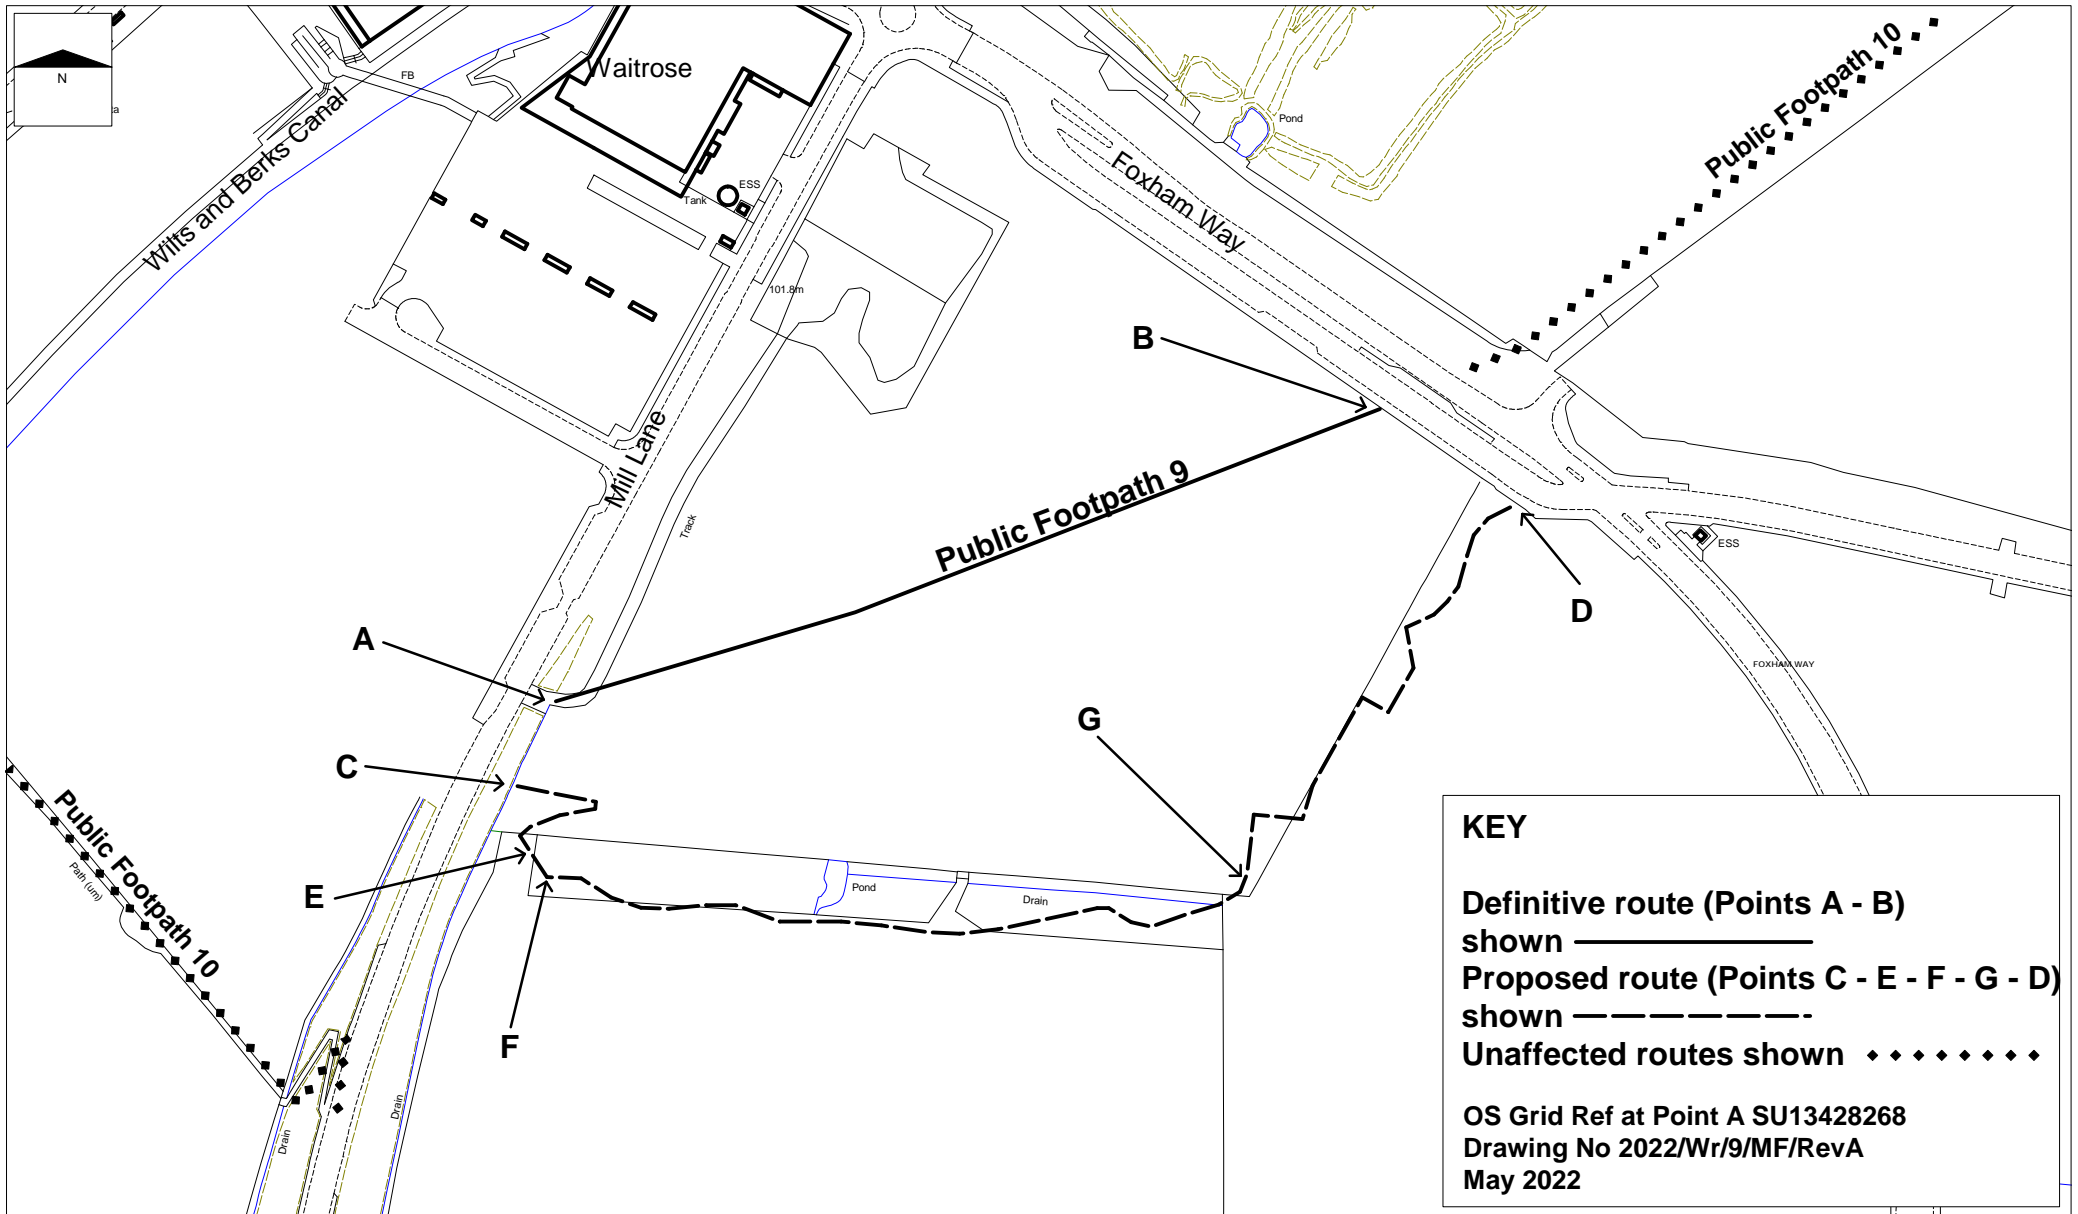 N
a
FB
Waitrose
Wilts and Berks Canal
Pond
Public Footpath 10
Foxham Way
ESS
Tank
101.8m
B
Mill Lane
Track
Public Footpath 9
ESS
D
A
FOXHAM WAY
G
C
Public Footpath 10
Path (um)
E
Pond
Drain
F
Drain
Drain
KEY
Definitive route (Points A - B)
shown
Proposed route (Points C - E - F - G - D)
shown
Unaffected routes shown
OS Grid Ref at Point A SU13428268
Drawing No 2022/Wr/9/MF/RevA
May 2022